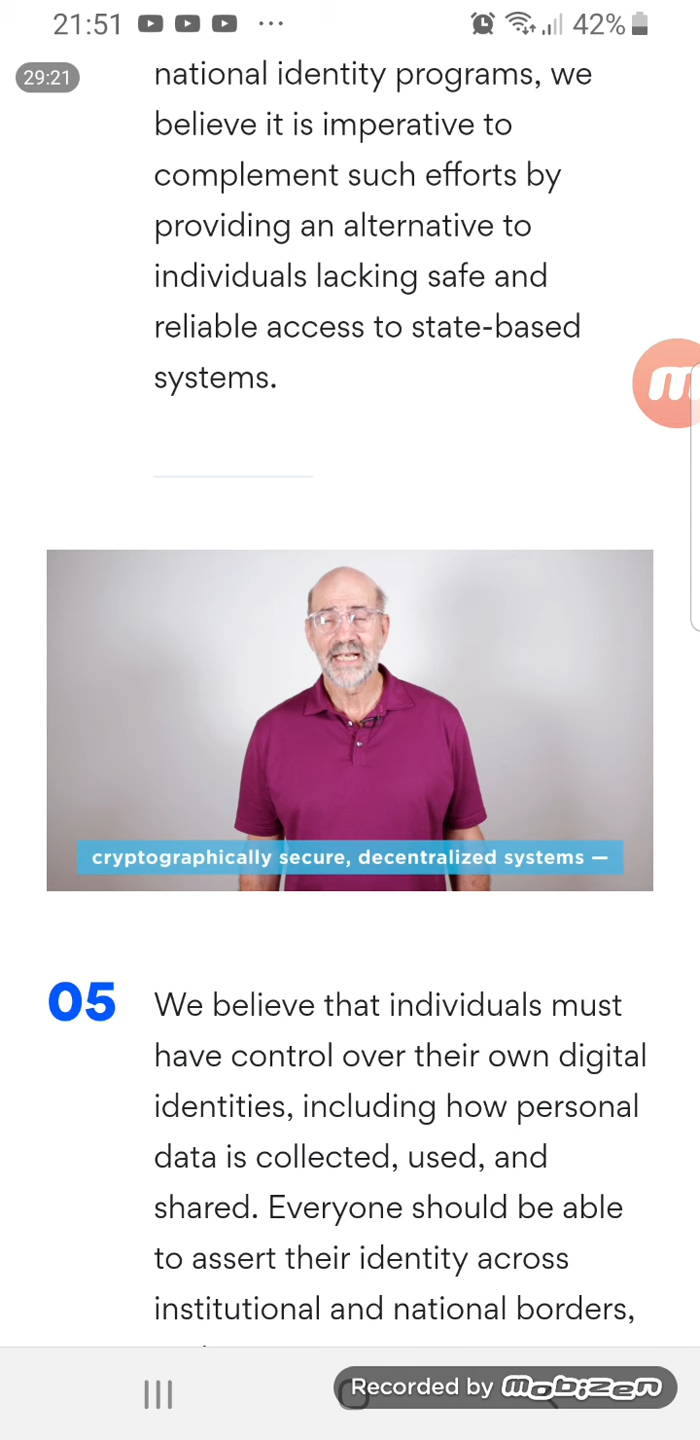 21:51 ... 42%
29:21
national identity programs, we
believe it is imperative to
complement such efforts by
providing an alternative to
individuals lacking safe and
reliable access to state-based
systems.
m
cryptographically secure, decentralized systems —
05
We believe that individuals must
have control over their own digital
identities, including how personal
data is collected, used, and
shared. Everyone should be able
to assert their identity across
institutional and national borders,
Recorded by mobizen